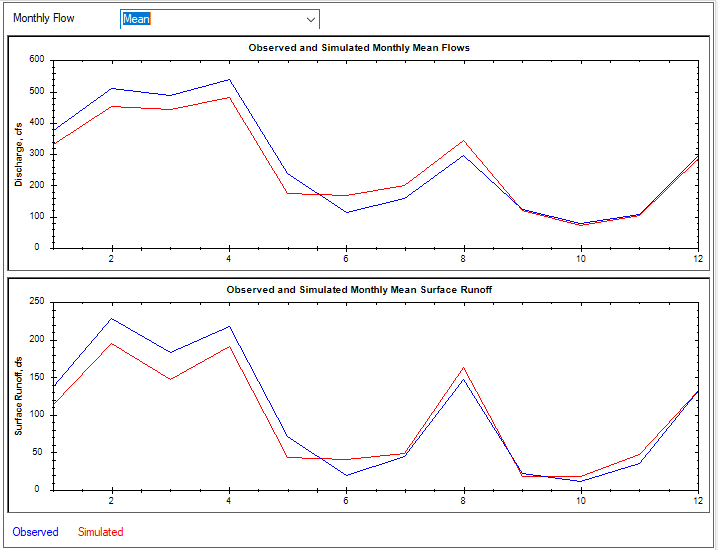 Monthly Flow Mean
Observed and Simulated Monthly Mean Flows
600
500
400
300
200
100
0
Discharge, cfs
2 4 6 8 10 12
Observed and Simulated Monthly Mean Surface Runoff
250
200
150
100
50
0
Surface Runoff, cfs
2 4 6 8 10 12
Observed Simulated